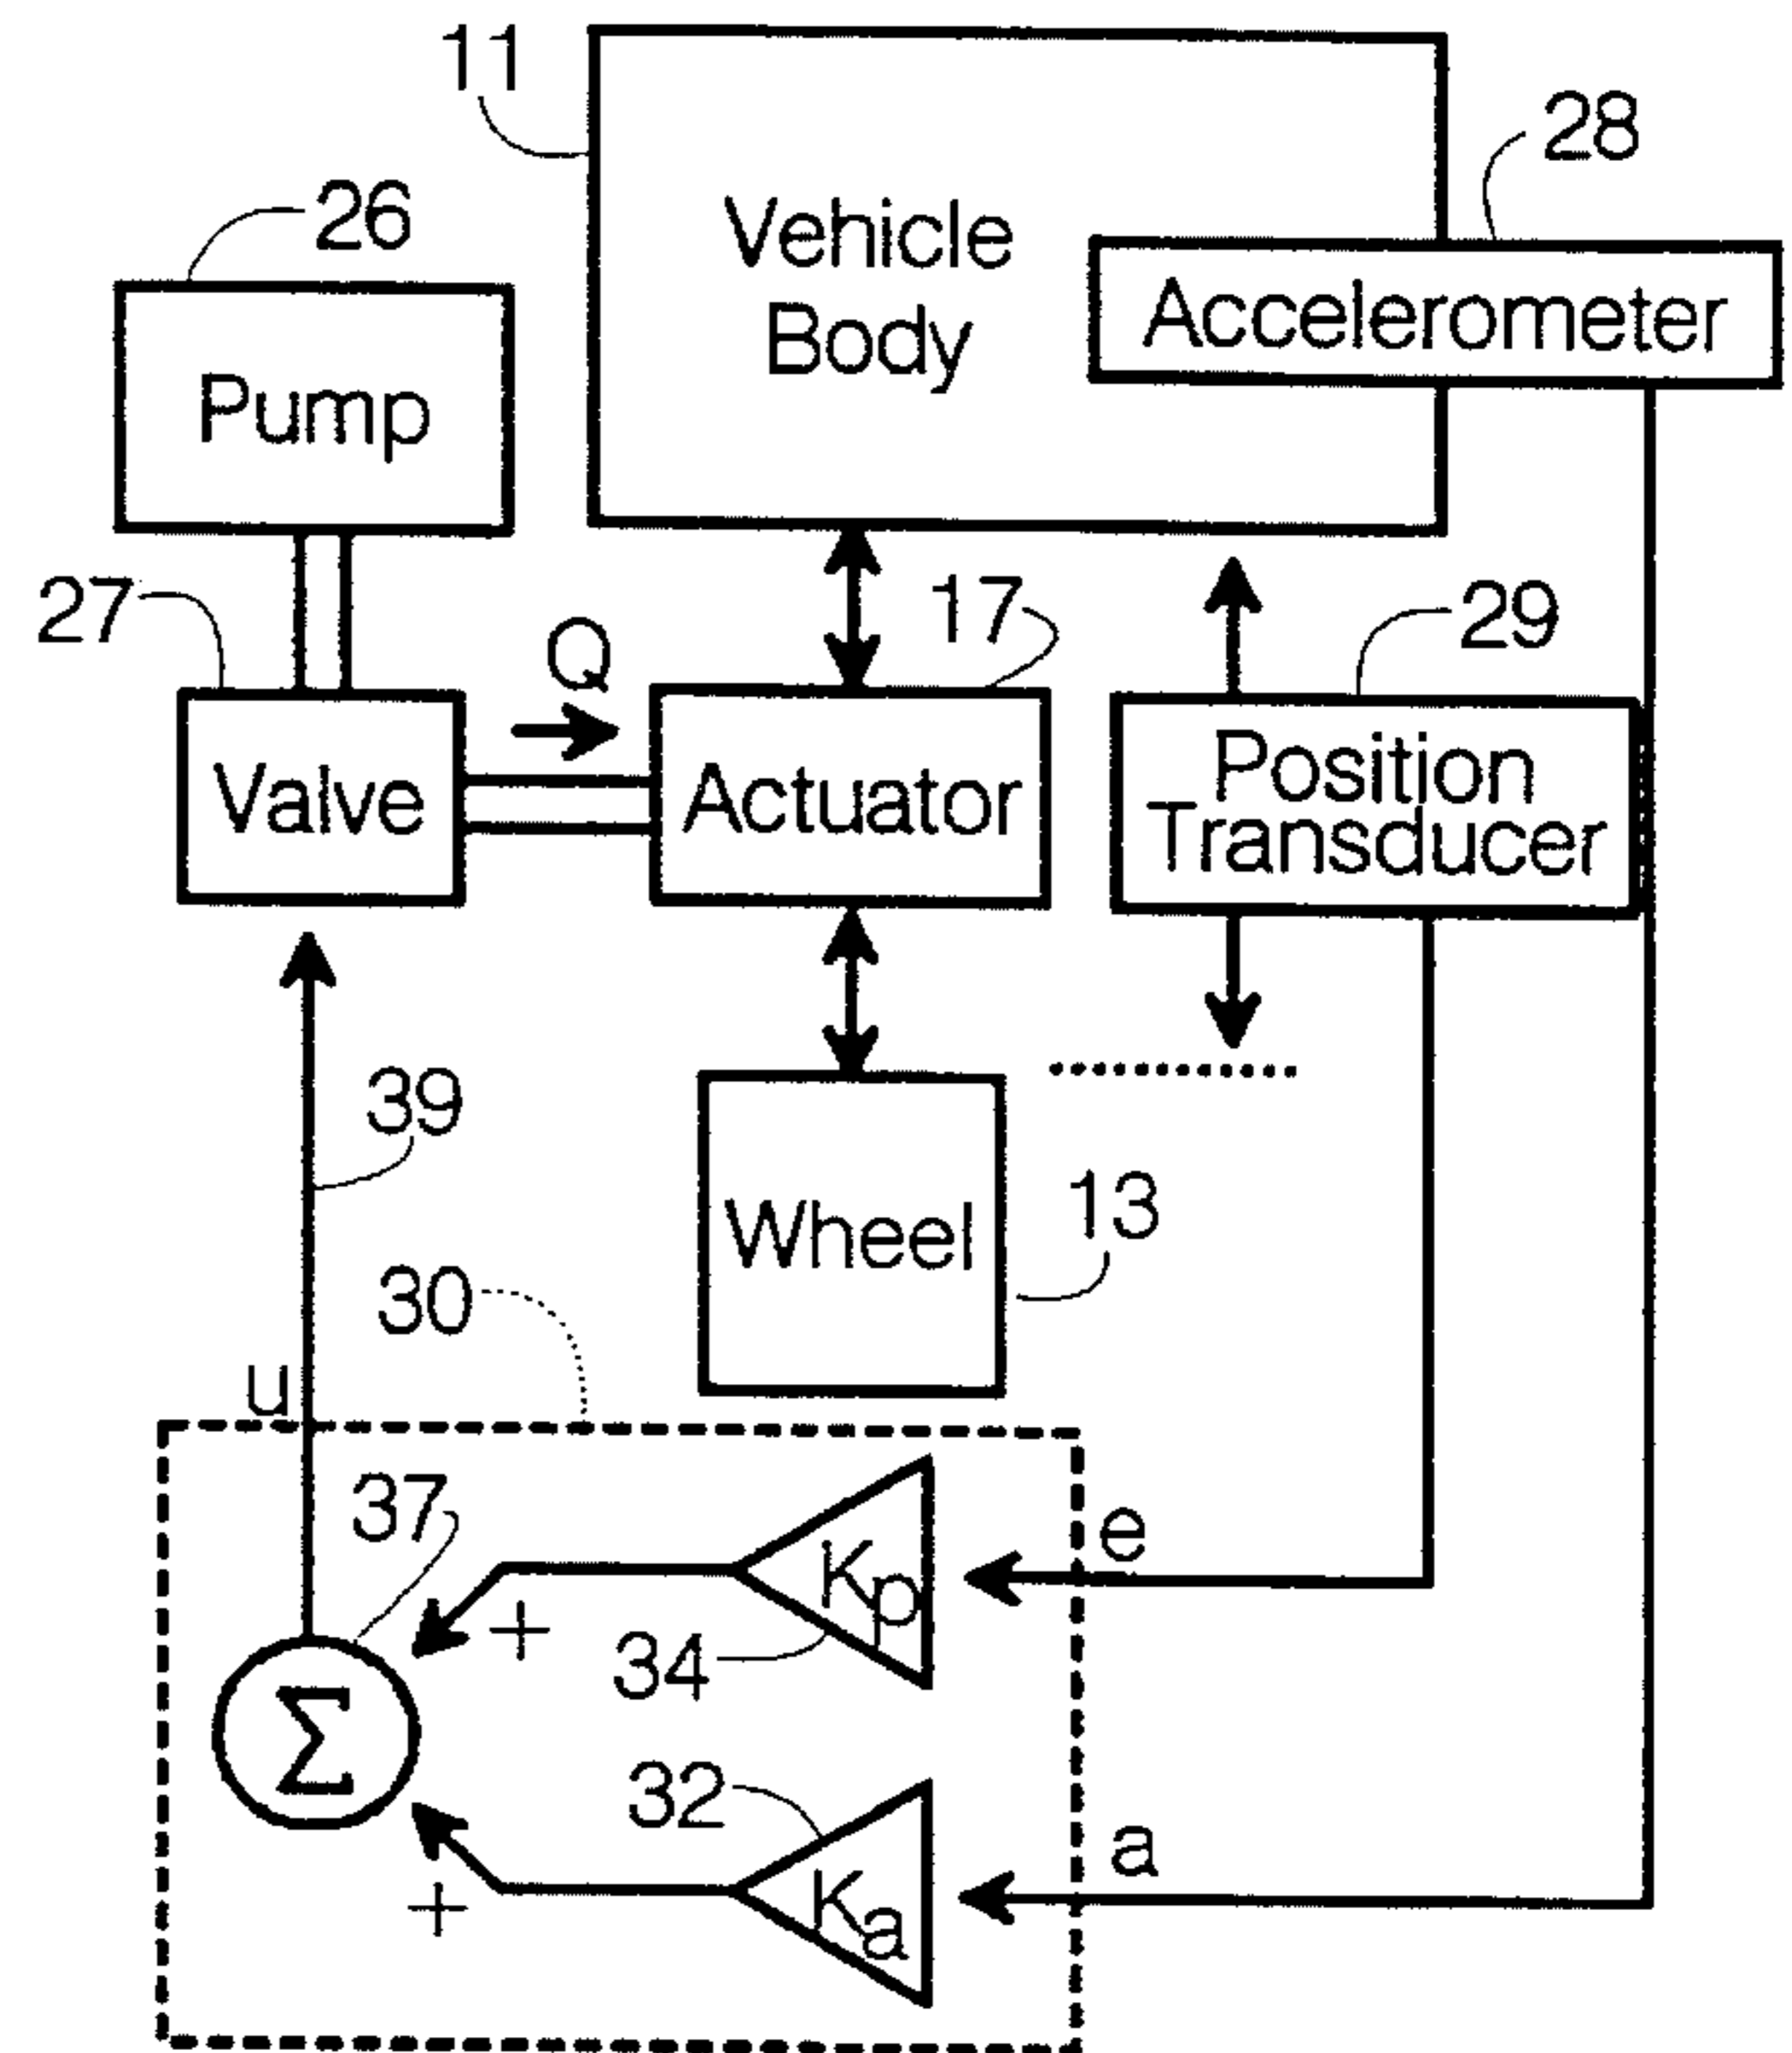 11
28
26
Vehicle
Body
Accelerometer
Pump
27
Q
17
29
Valve
Actuator
Position
Transducer
39
Wheel
13
30
u
37
e
Kp
+
34
Σ
32
a
Ka
+